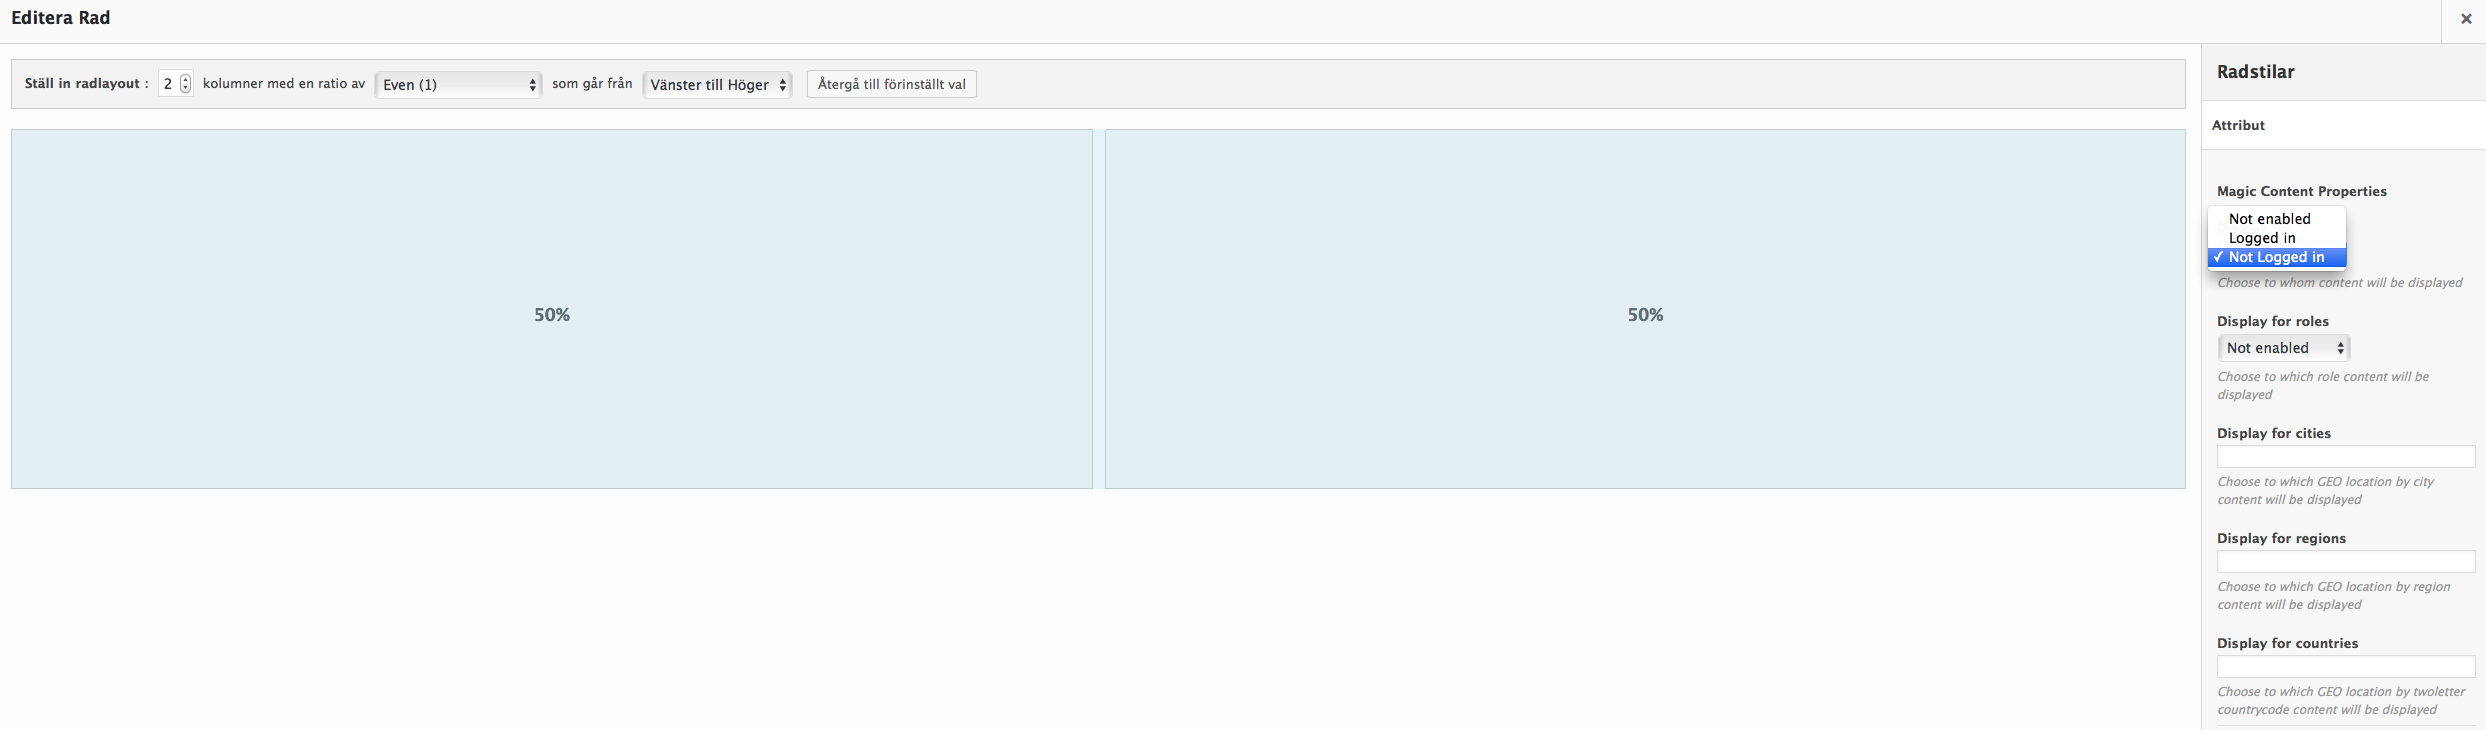 Editera Rad
×
Ställ in radlayout : 2 kolumner med en ratio av Even (1) som går från Vänster till Höger Återgå till förinställt val
50%
50%
Radstilar
Attribut
Magic Content Properties
Not enabled
Logged in
✓ Not Logged in
Choose to whom content will be displayed
Display for roles
Not enabled
Choose to which role content will be
displayed
Display for cities
Choose to which GEO location by city
content will be displayed
Display for regions
Choose to which GEO location by region
content will be displayed
Display for countries
Choose to which GEO location by twoletter
countrycode content will be displayed